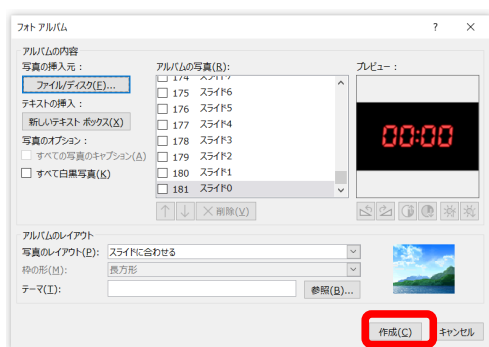 フォト アルバム
? ×
アルバムの内容
写真の挿入元：
ファイル/ディスク(F)...
テキストの挿入：
新しいテキスト ボックス(X)
写真のオプション：
すべての写真のキャプション(A)
すべて白黒写真(K)
アルバムの写真(R):
174 スライド7
175 スライド6
176 スライド5
177 スライド4
178 スライド3
179 スライド2
180 スライド1
181 スライド0
↑ ↓ ×削除(V)
プレビュー：
00:00
アルバムのレイアウト
写真のレイアウト(P): スライドに合わせる
枠の形(M): 長方形
テーマ(T): 参照(B)...
作成(C) キャンセル